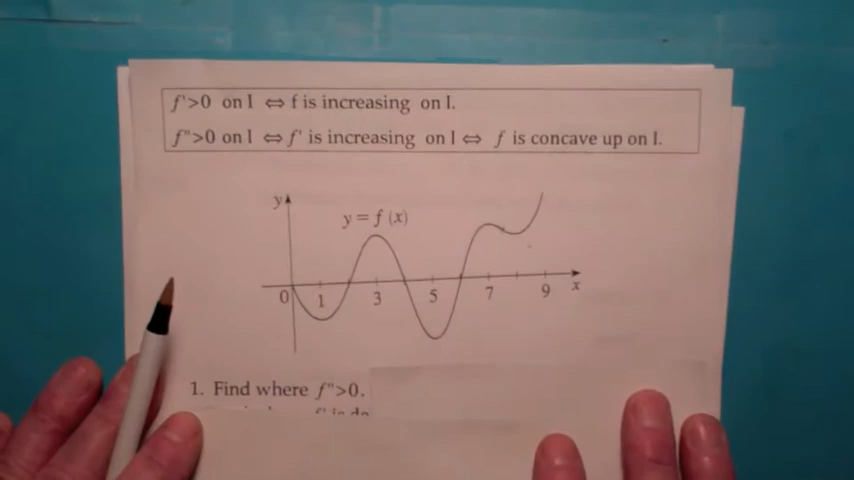 f'>0 on I ⇔ f is increasing on I.
f">0 on I ⇔ f' is increasing on I ⇔ f is concave up on I.
y
y = f (x)
0 1 3 5 7 9 x
1. Find where f">0.